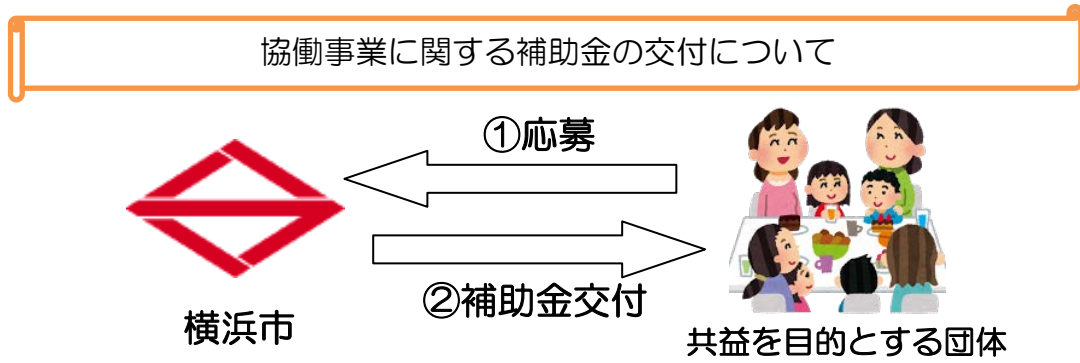 協働事業に関する補助金の交付について
①応募
②補助金交付
横浜市
共益を目的とする団体